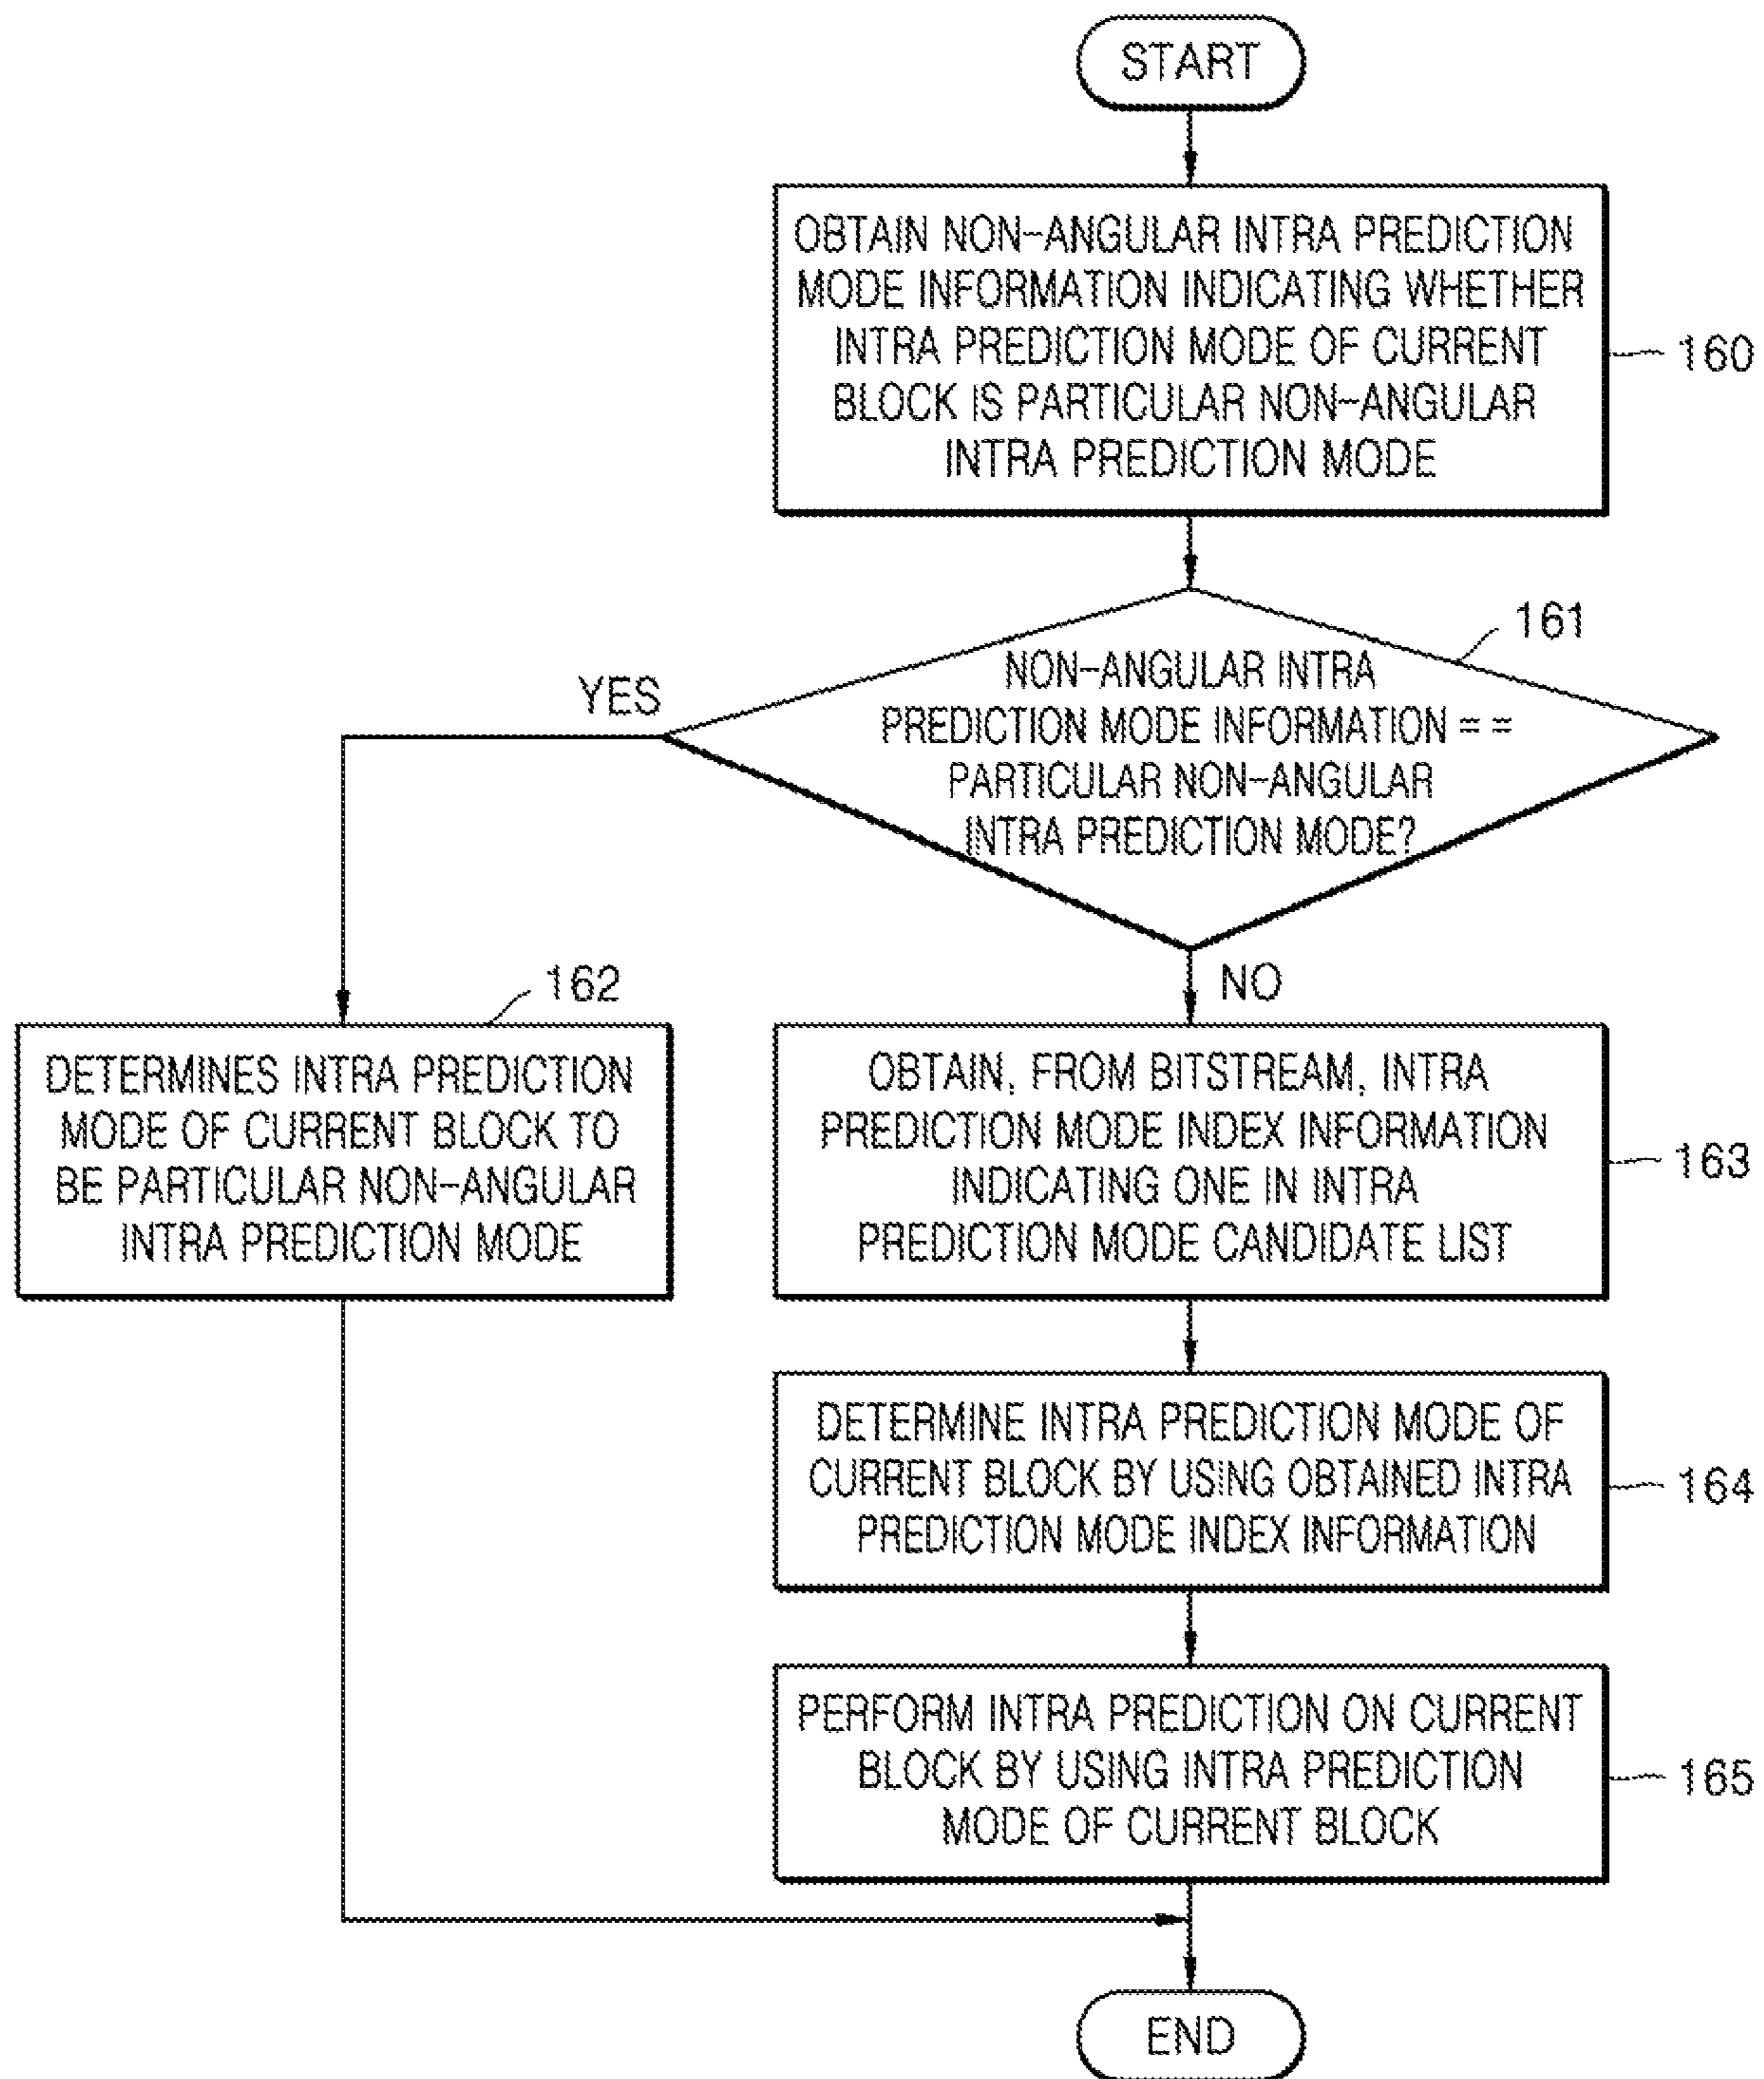 START
OBTAIN NON-ANGULAR INTRA PREDICTION
MODE INFORMATION INDICATING WHETHER
INTRA PREDICTION MODE OF CURRENT
BLOCK IS PARTICULAR NON-ANGULAR
INTRA PREDICTION MODE
160
161
NON-ANGULAR INTRA
PREDICTION MODE INFORMATION = =
PARTICULAR NON-ANGULAR
INTRA PREDICTION MODE?
YES
NO
162
DETERMINES INTRA PREDICTION
MODE OF CURRENT BLOCK TO
BE PARTICULAR NON-ANGULAR
INTRA PREDICTION MODE
OBTAIN, FROM BITSTREAM, INTRA
PREDICTION MODE INDEX INFORMATION
INDICATING ONE IN INTRA
PREDICTION MODE CANDIDATE LIST
163
DETERMINE INTRA PREDICTION MODE OF
CURRENT BLOCK BY USING OBTAINED INTRA
PREDICTION MODE INDEX INFORMATION
164
PERFORM INTRA PREDICTION ON CURRENT
BLOCK BY USING INTRA PREDICTION
MODE OF CURRENT BLOCK
165
END